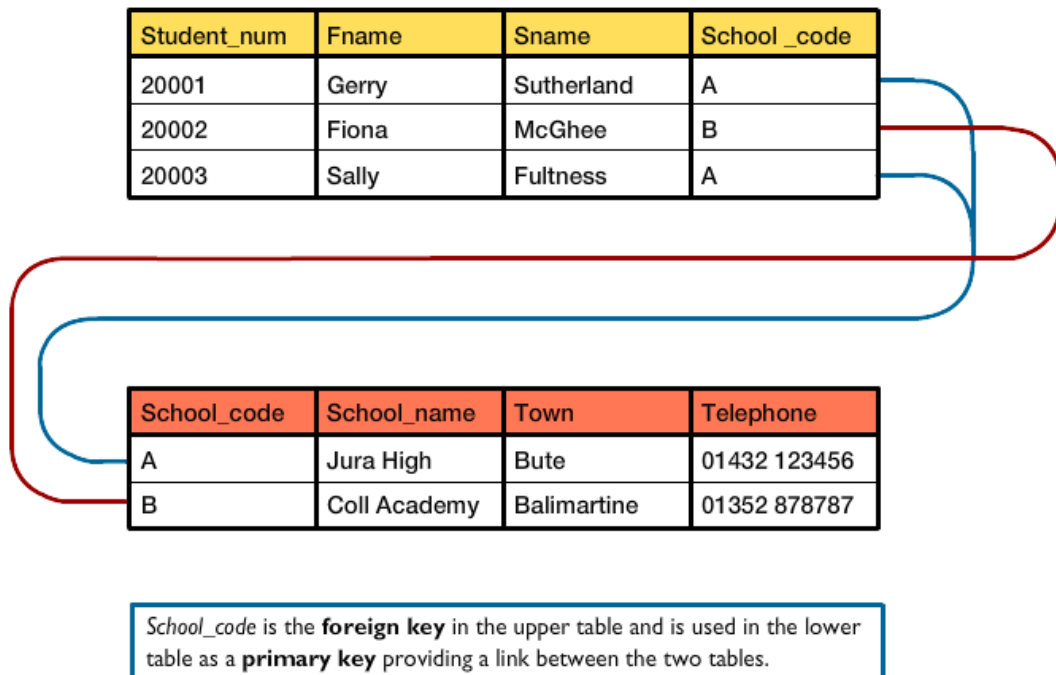 Student_num Fname Sname School _code
20001 Gerry Sutherland A
20002 Fiona McGhee B
20003 Sally Fultness A
School_code School_name Town Telephone
A Jura High Bute 01432 123456
B Coll Academy Balimartine 01352 878787
School_code is the foreign key in the upper table and is used in the lower
table as a primary key providing a link between the two tables.